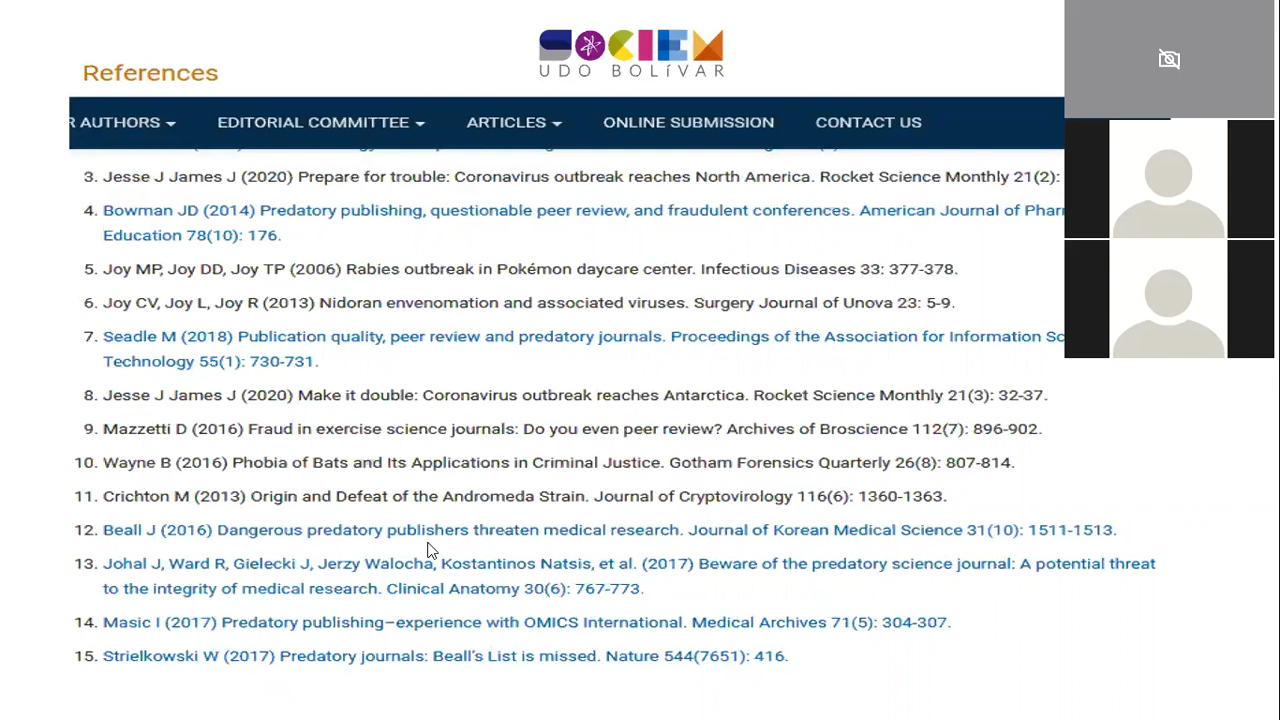 SOCIEM
UDO BOLÍVAR
References
R AUTHORS
EDITORIAL COMMITTEE
ARTICLES
ONLINE SUBMISSION
CONTACT US
3. Jesse J James J (2020) Prepare for trouble: Coronavirus outbreak reaches North America. Rocket Science Monthly 21(2):
4. Bowman JD (2014) Predatory publishing, questionable peer review, and fraudulent conferences. American Journal of
Education 78(10): 176.
5. Joy MP, Joy DD, Joy TP (2006) Rabies outbreak in Pokémon daycare center. Infectious Diseases 33: 377-378.
6. Joy CV, Joy L, Joy R (2013) Nidoran envenomation and associated viruses. Surgery Journal of Unova 23: 5-9.
7. Seadle M (2018) Publication quality, peer review and predatory journals. Proceedings of the Association for Information Sc
Technology 55(1): 730-731.
8. Jesse J James J (2020) Make it double: Coronavirus outbreak reaches Antarctica. Rocket Science Monthly 21(3): 32-37.
9. Mazzetti D (2016) Fraud in exercise science journals: Do you even peer review? Archives of Broscience 112(7): 896-902.
10. Wayne B (2016) Phobia of Bats and Its Applications in Criminal Justice. Gotham Forensics Quarterly 26(8): 807-814.
11. Crichton M (2013) Origin and Defeat of the Andromeda Strain. Journal of Cryptovirology 116(6): 1360-1363.
12. Beall J (2016) Dangerous predatory publishers threaten medical research. Journal of Korean Medical Science 31(10): 1511-1513.
13. Johal J, Ward R, Gielecki J, Jerzy Walocha, Kostantinos Natsis, et al. (2017) Beware of the predatory science journal: A potential threat
to the integrity of medical research. Clinical Anatomy 30(6): 767-773.
14. Masic I (2017) Predatory publishing–experience with OMICS International. Medical Archives 71(5): 304-307.
15. Strielkowski W (2017) Predatory journals: Beall's List is missed. Nature 544(7651): 416.